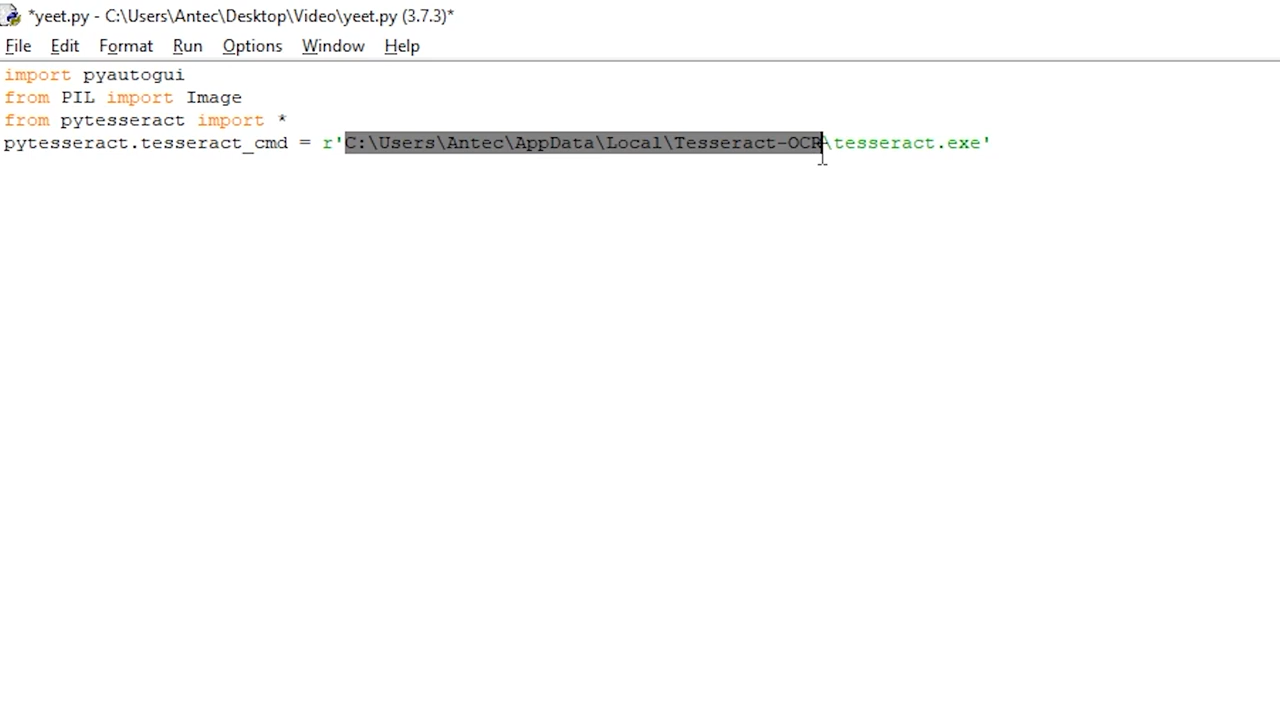 *yeet.py - C:\Users\Antec\Desktop\Video\yeet.py (3.7.3)*
File Edit Format Run Options Window Help
import pyautogui
from PIL import Image
from pytesseract import *
pytesseract.tesseract_cmd = r'C:\Users\Antec\AppData\Local\Tesseract-OCR\tesseract.exe'